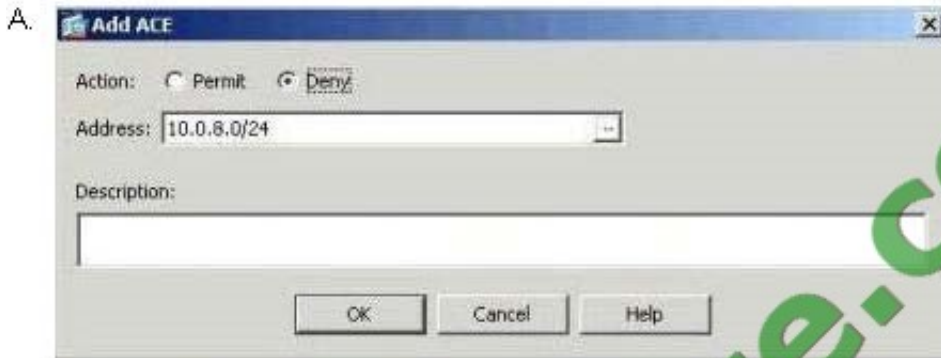 A.
Add ACE
Action: Permit Deny
Address: 10.0.8.0/24
Description:
OK Cancel Help